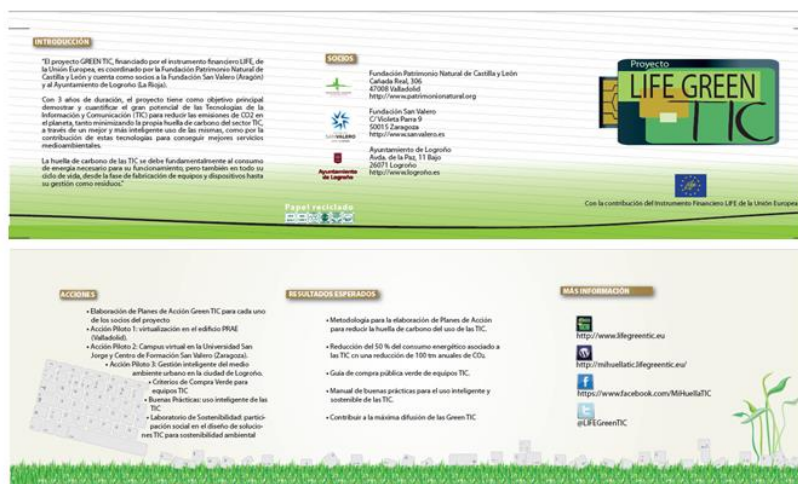 INTRODUCCIÓN
"El proyecto GREEN TIC, financiado por el instrumento financiero LIFE, de
la Unión Europea, es coordinado por la Fundación Patrimonio Natural de
Castilla y León y cuenta como socios a la Fundación San Valero (Aragón)
y al Ayuntamiento de Logroño (La Rioja).
Con 3 años de duración, el proyecto tiene como objetivo principal
demostrar y cuantificar el gran potencial de las Tecnologías de la
Información y Comunicación (TIC) para reducir las emisiones de CO2 en
el planeta, tanto minimizando la propia huella de carbono del sector TIC,
a través de un mejor y más inteligente uso de las mismas, como por la
contribución de estas tecnologías para conseguir mejores servicios
medioambientales.
La huella de carbono de las TIC se debe fundamentalmente al consumo
de energía necesario para su funcionamiento, pero también en todo su
ciclo de vida, desde la fase de fabricación de equipos y dispositivos hasta
su gestión como residuos."
SOCIOS
Fundación Patrimonio Natural de Castilla y León
Cañada Real, 306
47008 Valladolid
http://www.patrimonionatural.org
Fundación San Valero
C/ Violeta Parra 9
50015 Zaragoza
http://www.sanvalero.es
SANVALERO
Ayuntamiento de Logroño
Avda. de la Paz, 11 Bajo
26071 Logroño
http://www.logroño.es
Ayuntamiento
de Logroño
Papel reciclado
Proyecto
LIFE GREEN
TIC
Con la contribución del Instrumento Financiero LIFE de la Unión Europea
ACCIONES
• Elaboración de Planes de Acción Green TIC para cada uno
de los socios del proyecto
• Acción Piloto 1: virtualización en el edificio PRAE
(Valladolid).
• Acción Piloto 2: Campus virtual en la Universidad San
Jorge y Centro de Formación San Valero (Zaragoza).
• Acción Piloto 3: Gestión inteligente del medio
ambiente urbano en la ciudad de Logroño.
• Criterios de Compra Verde para
equipos TIC
• Buenas Prácticas: uso inteligente de las
TIC
• Laboratorio de Sostenibilidad: partici-
pación social en el diseño de solucio-
nes TIC para sostenibilidad ambiental
RESULTADOS ESPERADOS
• Metodología para la elaboración de Planes de Acción
para reducir la huella de carbono del uso de las TIC.
• Reducción del 50 % del consumo energético asociado a
las TIC cn una reducción de 100 tm anuales de CO₂.
• Guía de compra pública verde de equipos TIC.
• Manual de buenas prácticas para el uso inteligente y
sostenible de las TIC.
• Contribuir a la máxima difusión de las Green TIC
MÁS INFORMACIÓN
http://www.lifegreentic.eu
http://mihuellatic.lifegreentic.eu/
https://www.facebook.com/MiHuellaTIC
@LIFEGreenTIC